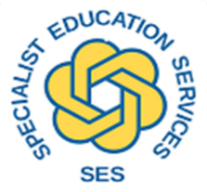 SPECIALIST EDUCATION SERVICES
SES